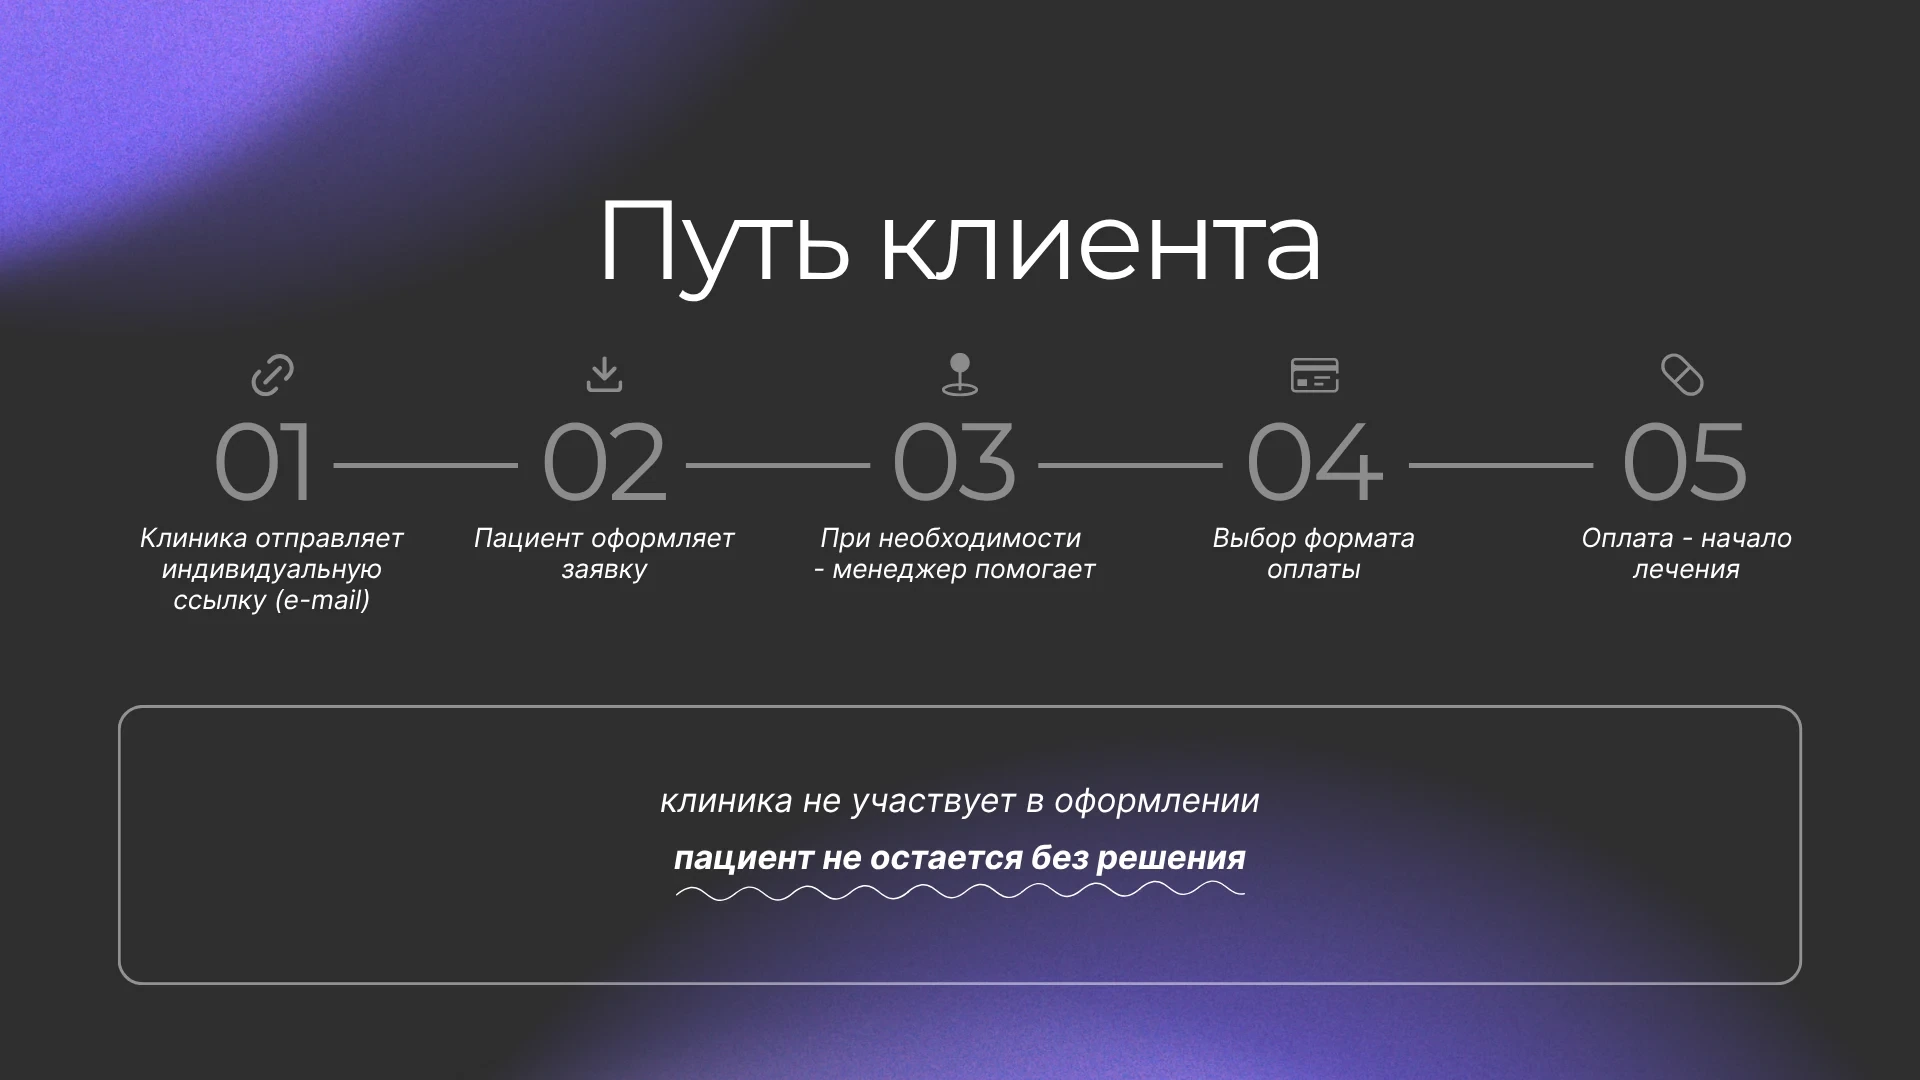 Путь клиента
01
02
03
04
05
Клиника отправляет
индивидуальную
ссылку (e-mail)
Пациент оформляет
заявку
При необходимости
- менеджер помогает
Выбор формата
оплаты
Оплата - начало
лечения
клиника не участвует в оформлении
пациент не остается без решения